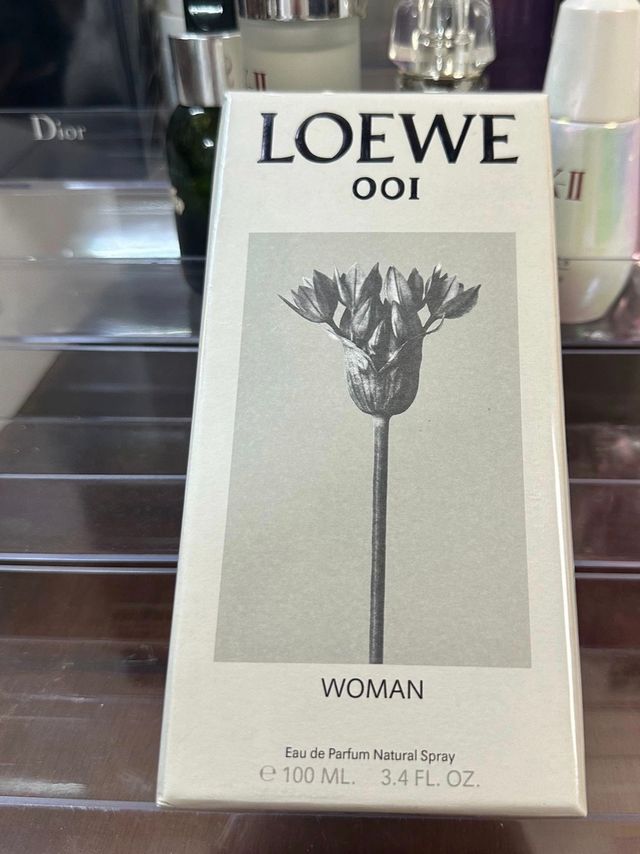 Dior
LOEWE
001
WOMAN
Eau de Parfum Natural Spray
℮ 100 ML. 3.4 FL. OZ.